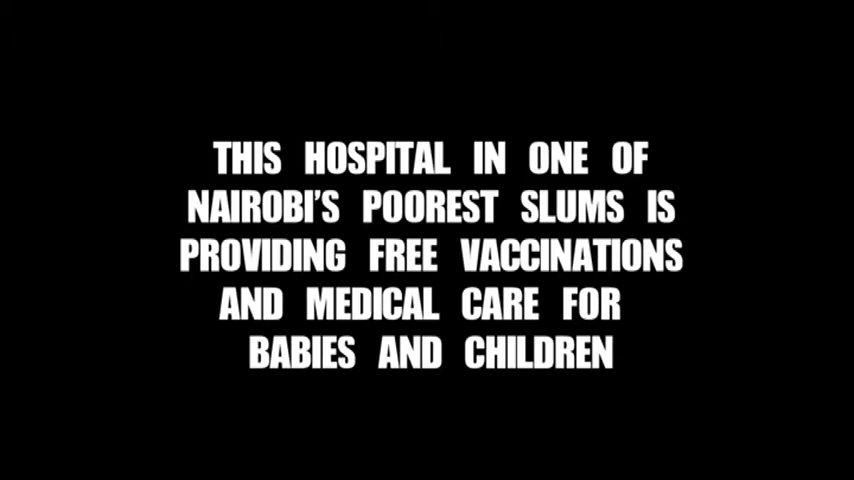 THIS HOSPITAL IN ONE OF
NAIROBI'S POOREST SLUMS IS
PROVIDING FREE VACCINATIONS
AND MEDICAL CARE FOR
BABIES AND CHILDREN